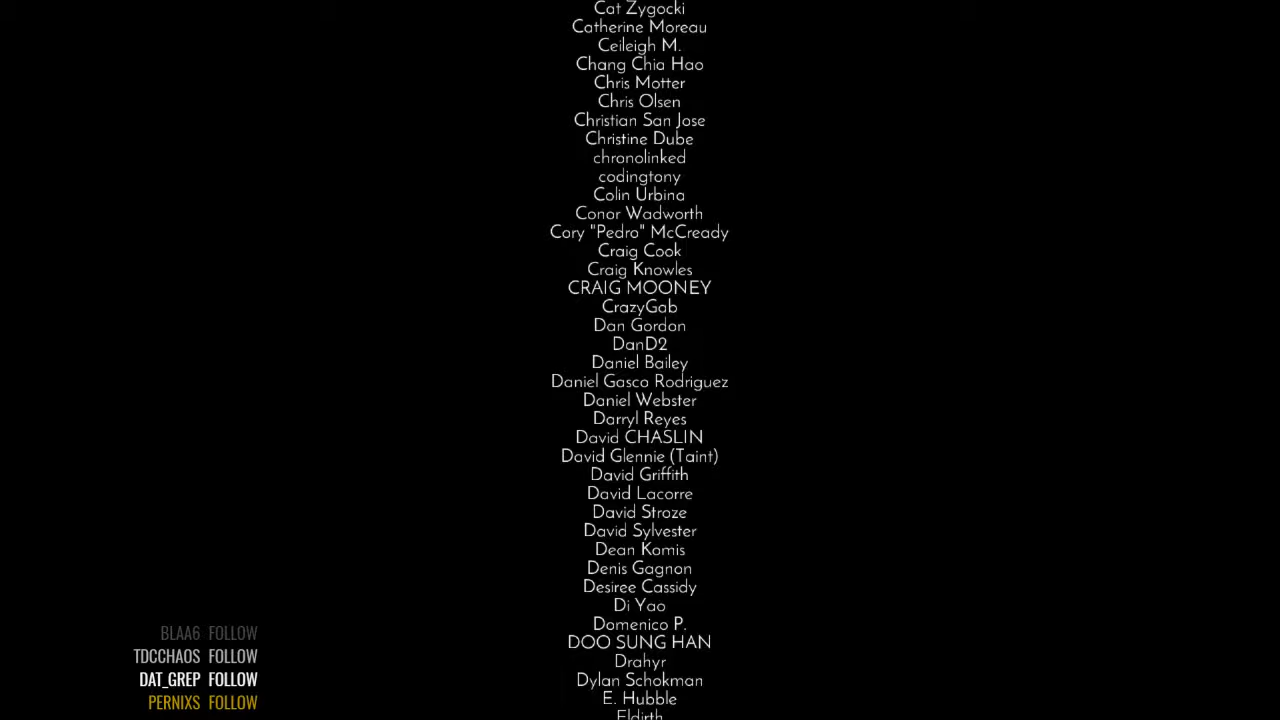 Cat Zygocki
Catherine Moreau
Ceileigh M.
Chang Chia Hao
Chris Motter
Chris Olsen
Christian San Jose
Christine Dube
chronolinked
codingtony
Colin Urbina
Conor Wadworth
Cory "Pedro" McCready
Craig Cook
Craig Knowles
CRAIG MOONEY
CrazyGab
Dan Gordon
DanD2
Daniel Bailey
Daniel Gasca Rodriguez
Daniel Webster
Darryl Reyes
David CHASLIN
David Glennie (Taint)
David Griffith
David Lacorre
David Stroze
David Sylvester
Dean Komis
Denis Gagnon
Desiree Cassidy
Di Yao
Domenico P.
DOO SUNG HAN
Drahyr
Dylan Schokman
E. Hubble
Eldirth
BLAA6 FOLLOW
TDCCHAOS FOLLOW
DAT_GREP FOLLOW
PERNIXS FOLLOW